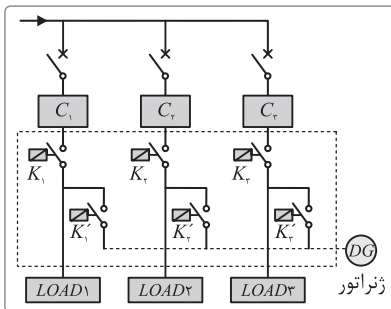 C۱ C۲ C۳
K۱ K۲ K۳
K′۱ K′۲ K′۳
DG
ژنراتور
LOAD۱ LOAD۲ LOAD۳